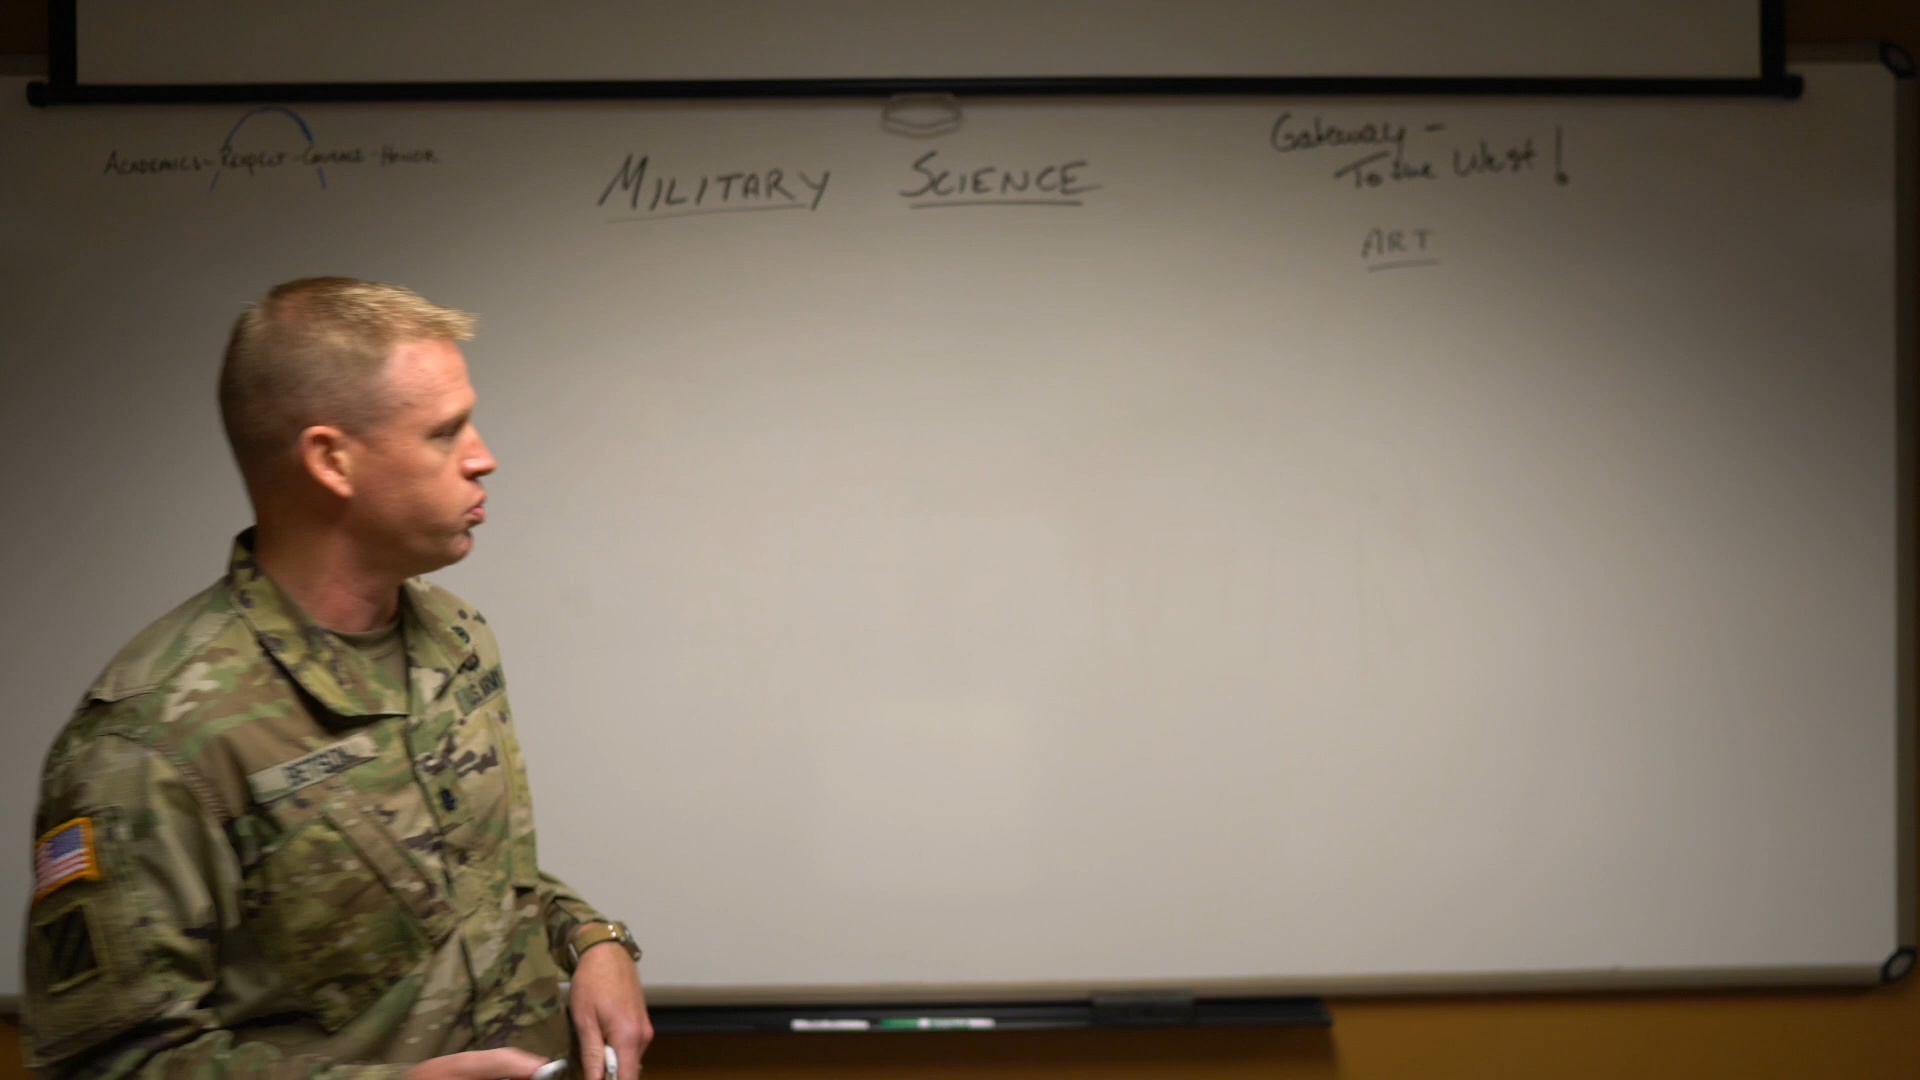 ACADEMICS - RESPECT - COURAGE - HONOR
MILITARY SCIENCE
Gateway -
To the West!
ART
U.S. ARMY